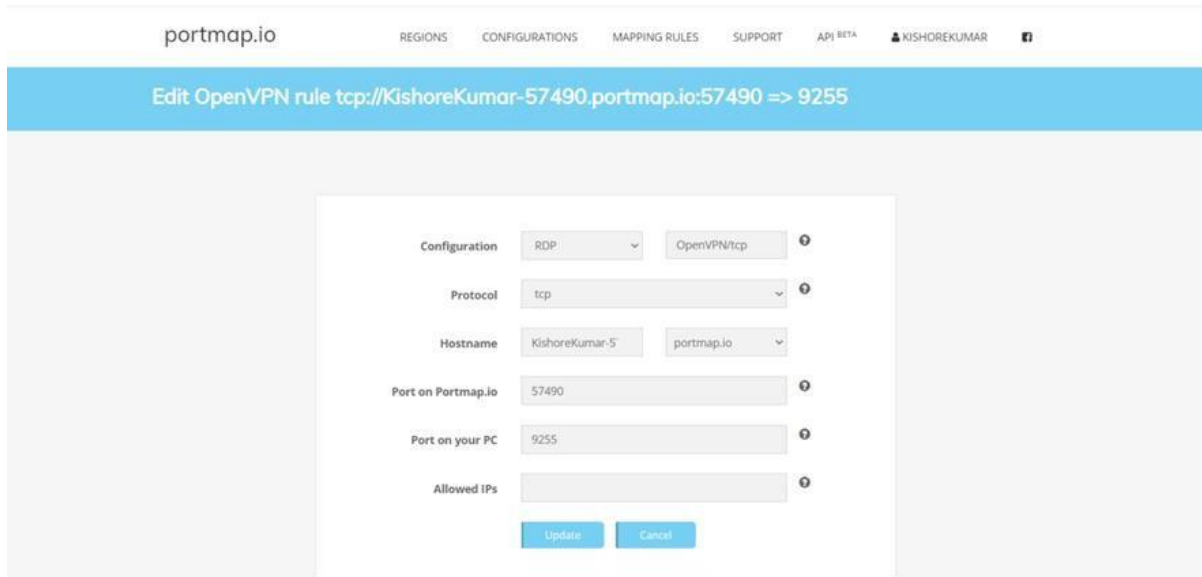 portmap.io REGIONS CONFIGURATIONS MAPPING RULES SUPPORT API BETA KISHOREKUMAR
Edit OpenVPN rule tcp://KishoreKumar-57490.portmap.io:57490 => 9255
Configuration RDP OpenVPN/tcp
Protocol tcp
Hostname KishoreKumar-5 portmap.io
Port on Portmap.io 57490
Port on your PC 9255
Allowed IPs
Update Cancel